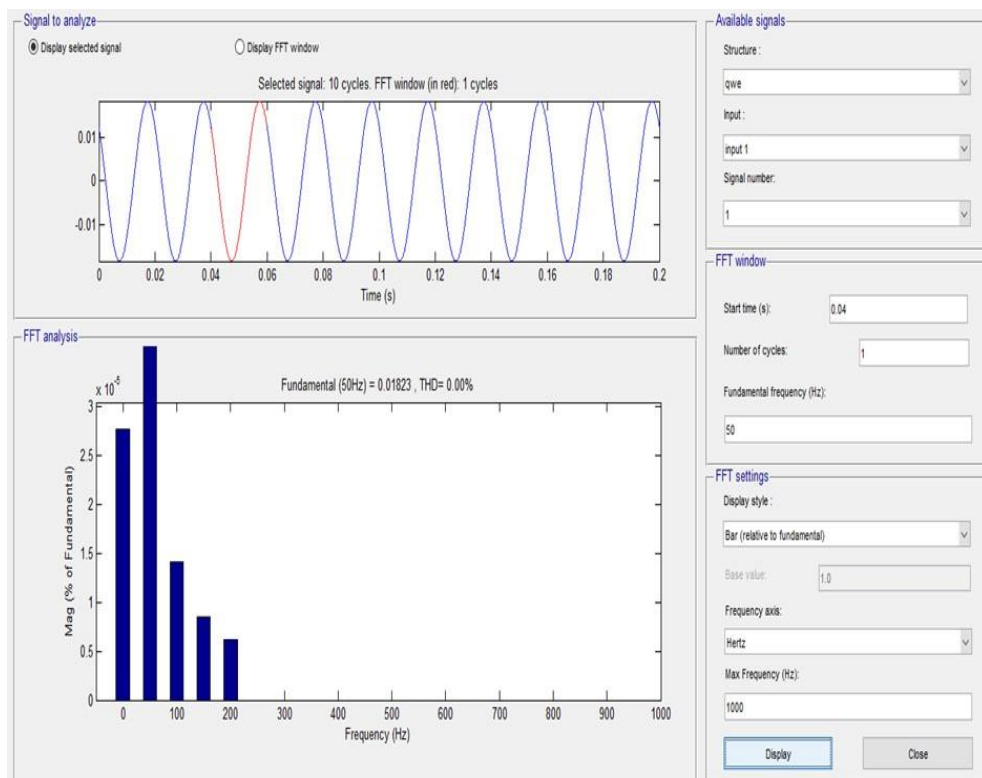 Signal to analyze
Display selected signal
Display FFT window
Selected signal: 10 cycles. FFT window (in red): 1 cycles
0.01
0
-0.01
0 0.02 0.04 0.06 0.08 0.1 0.12 0.14 0.16 0.18 0.2
Time (s)
FFT analysis
x 10^-5
Fundamental (50Hz) = 0.01823 , THD= 0.00%
3
2.5
2
1.5
1
0.5
0
Mag (% of Fundamental)
0 100 200 300 400 500 600 700 800 900 1000
Frequency (Hz)
Available signals
Structure :
qwe
Input :
input 1
Signal number:
1
FFT window
Start time (s): 0.04
Number of cycles: 1
Fundamental frequency (Hz):
50
FFT settings
Display style :
Bar (relative to fundamental)
Base value: 1.0
Frequency axis:
Hertz
Max Frequency (Hz):
1000
Display Close